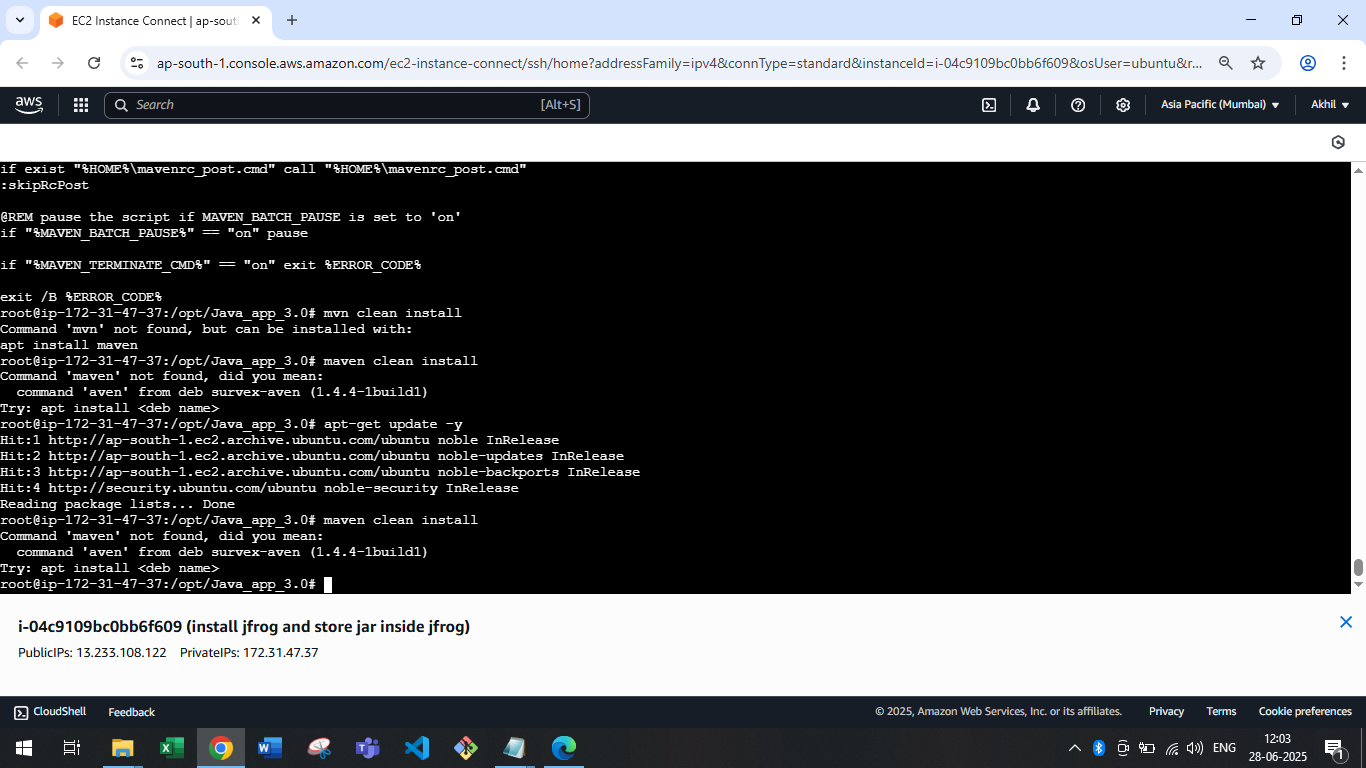 EC2 Instance Connect | ap-sout
ap-south-1.console.aws.amazon.com/ec2-instance-connect/ssh/home?addressFamily=ipv4&connType=standard&instanceId=i-04c9109bc0bb6f609&osUser=ubuntu&r...
aws
Search
[Alt+S]
Asia Pacific (Mumbai)
Akhil
if exist "%HOME%\mavenrc_post.cmd" call "%HOME%\mavenrc_post.cmd"
:skipRcPost
@REM pause the script if MAVEN_BATCH_PAUSE is set to 'on'
if "%MAVEN_BATCH_PAUSE%" == "on" pause
if "%MAVEN_TERMINATE_CMD%" == "on" exit %ERROR_CODE%
exit /B %ERROR_CODE%
root@ip-172-31-47-37:/opt/Java_app_3.0# mvn clean install
Command 'mvn' not found, but can be installed with:
apt install maven
root@ip-172-31-47-37:/opt/Java_app_3.0# maven clean install
Command 'maven' not found, did you mean:
  command 'aven' from deb survex-aven (1.4.4-1build1)
Try: apt install <deb name>
root@ip-172-31-47-37:/opt/Java_app_3.0# apt-get update -y
Hit:1 http://ap-south-1.ec2.archive.ubuntu.com/ubuntu noble InRelease
Hit:2 http://ap-south-1.ec2.archive.ubuntu.com/ubuntu noble-updates InRelease
Hit:3 http://ap-south-1.ec2.archive.ubuntu.com/ubuntu noble-backports InRelease
Hit:4 http://security.ubuntu.com/ubuntu noble-security InRelease
Reading package lists... Done
root@ip-172-31-47-37:/opt/Java_app_3.0# maven clean install
Command 'maven' not found, did you mean:
  command 'aven' from deb survex-aven (1.4.4-1build1)
Try: apt install <deb name>
root@ip-172-31-47-37:/opt/Java_app_3.0#
i-04c9109bc0bb6f609 (install jfrog and store jar inside jfrog)
PublicIPs: 13.233.108.122 PrivateIPs: 172.31.47.37
CloudShell
Feedback
© 2025, Amazon Web Services, Inc. or its affiliates.
Privacy
Terms
Cookie preferences
ENG
12:03
28-06-2025
1